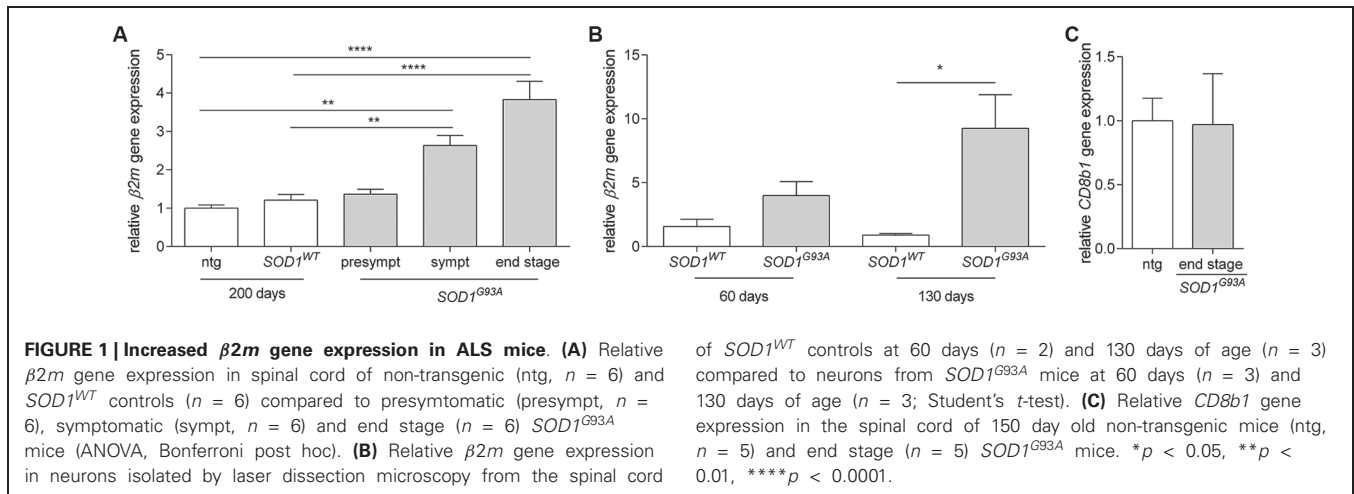 A
relative β2m gene expression
5
4
3
2
1
0
****
****
**
**
ntg
SOD1WT
presympt
sympt
end stage
200 days
SOD1G93A
B
relative β2m gene expression
15
10
5
0
*
SOD1WT
SOD1G93A
SOD1WT
SOD1G93A
60 days
130 days
C
relative CD8b1 gene expression
1.5
1.0
0.5
0.0
ntg
end stage
SOD1G93A
FIGURE 1 | Increased β2m gene expression in ALS mice. (A) Relative
β2m gene expression in spinal cord of non-transgenic (ntg, n = 6) and
SOD1WT controls (n = 6) compared to presymtomatic (presympt, n =
6), symptomatic (sympt, n = 6) and end stage (n = 6) SOD1G93A
mice (ANOVA, Bonferroni post hoc). (B) Relative β2m gene expression
in neurons isolated by laser dissection microscopy from the spinal cord
of SOD1WT controls at 60 days (n = 2) and 130 days of age (n = 3)
compared to neurons from SOD1G93A mice at 60 days (n = 3) and
130 days of age (n = 3; Student's t-test). (C) Relative CD8b1 gene
expression in the spinal cord of 150 day old non-transgenic mice (ntg,
n = 5) and end stage (n = 5) SOD1G93A mice. *p < 0.05, **p <
0.01, ****p < 0.0001.